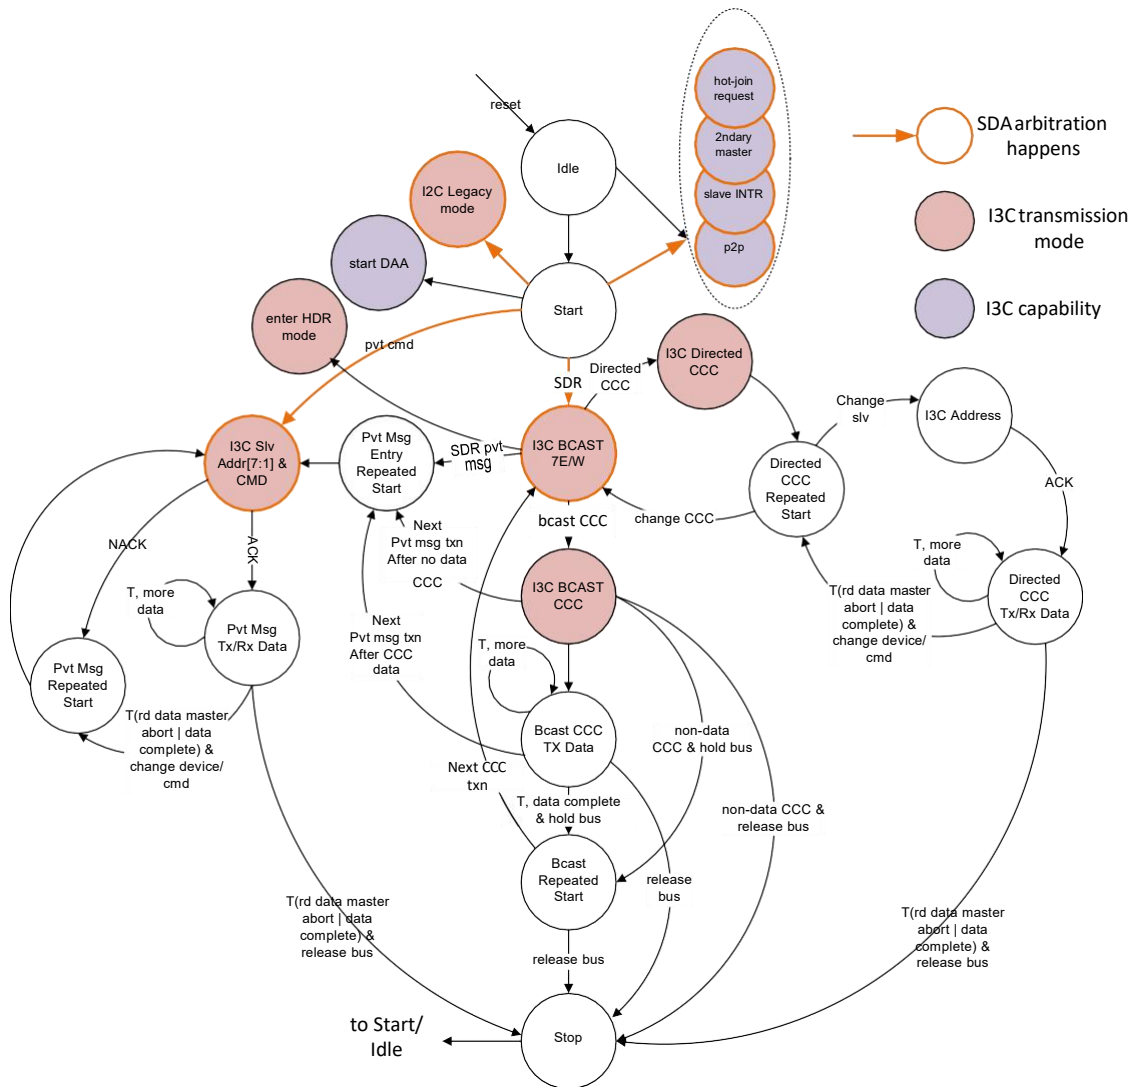 hot-join
request
2ndary
master
slave INTR
p2p
reset
Idle
SDA arbitration
happens
I2C Legacy
mode
I3C transmission
mode
start DAA
I3C capability
Start
enter HDR
mode
pvt cmd
SDR
Directed
CCC
I3C Directed
CCC
Change
slv
I3C Address
I3C Slv
Addr[7:1] &
CMD
Pvt Msg
Entry
Repeated
Start
SDR pvt
msg
I3C BCAST
7E/W
Directed
CCC
Repeated
Start
ACK
change CCC
bcast CCC
NACK
ACK
Next
Pvt msg txn
After no data
CCC
I3C BCAST
CCC
T, more
data
Directed
CCC
Tx/Rx Data
T(rd data master
abort | data
complete) &
change device/
cmd
T, more
data
Pvt Msg
Tx/Rx Data
Next
Pvt msg txn
After CCC
data
T, more
data
Pvt Msg
Repeated
Start
Bcast CCC
TX Data
non-data
CCC & hold bus
T(rd data master
abort | data
complete) &
change device/
cmd
Next CCC
txn
T, data complete
& hold bus
non-data CCC &
release bus
Bcast
Repeated
Start
release
bus
T(rd data master
abort | data
complete) &
release bus
T(rd data master
abort | data
complete) &
release bus
release bus
Stop
to Start/
Idle